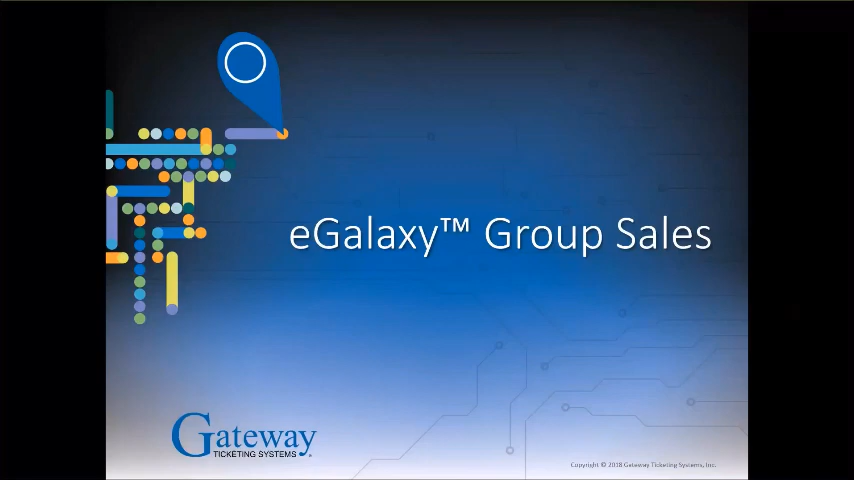 eGalaxy™ Group Sales
Gateway
TICKETING SYSTEMS®
Copyright © 2018 Gateway Ticketing Systems, Inc.